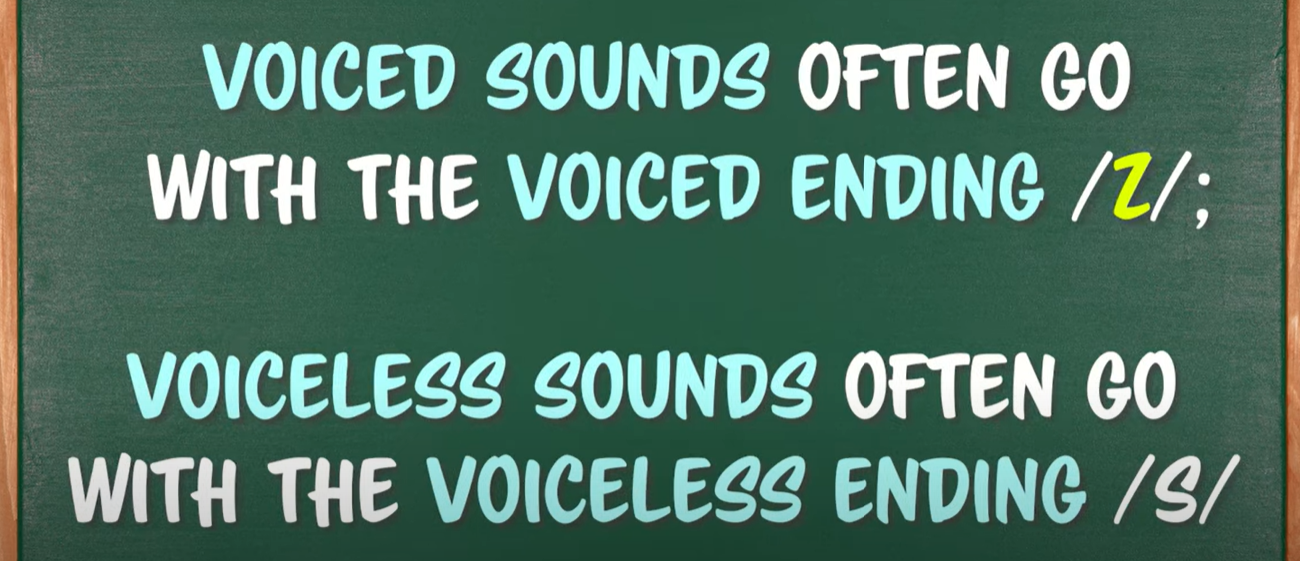 VOICED SOUNDS OFTEN GO
WITH THE VOICED ENDING /Z/;
VOICELESS SOUNDS OFTEN GO
WITH THE VOICELESS ENDING /S/